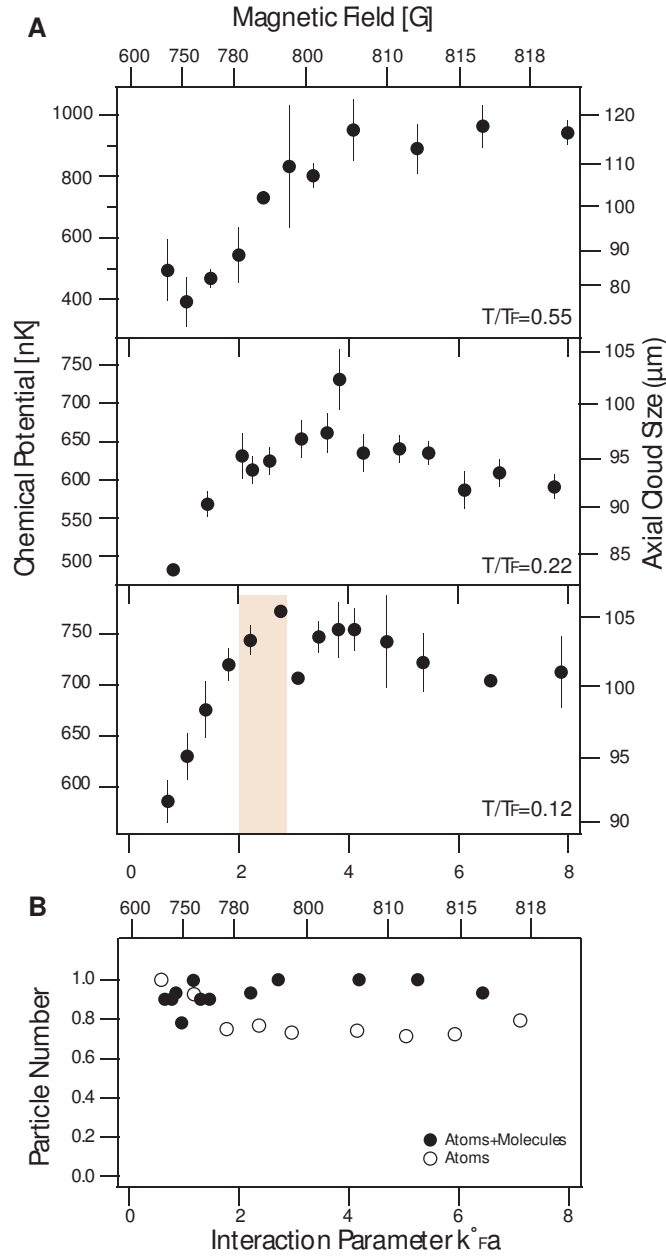 Magnetic Field [G]
A
600 750 780 800 810 815 818
1000
800
600
400
120
110
100
90
80
T/TF=0.55
750
700
650
600
550
500
105
100
95
90
85
T/TF=0.22
750
700
650
600
105
100
95
90
T/TF=0.12
Chemical Potential [nK]
Axial Cloud Size (μm)
0 2 4 6 8
B
600 750 780 800 810 815 818
1.0
0.8
0.6
0.4
0.2
0.0
Particle Number
Atoms+Molecules
Atoms
0 2 4 6 8
Interaction Parameter k°Fa